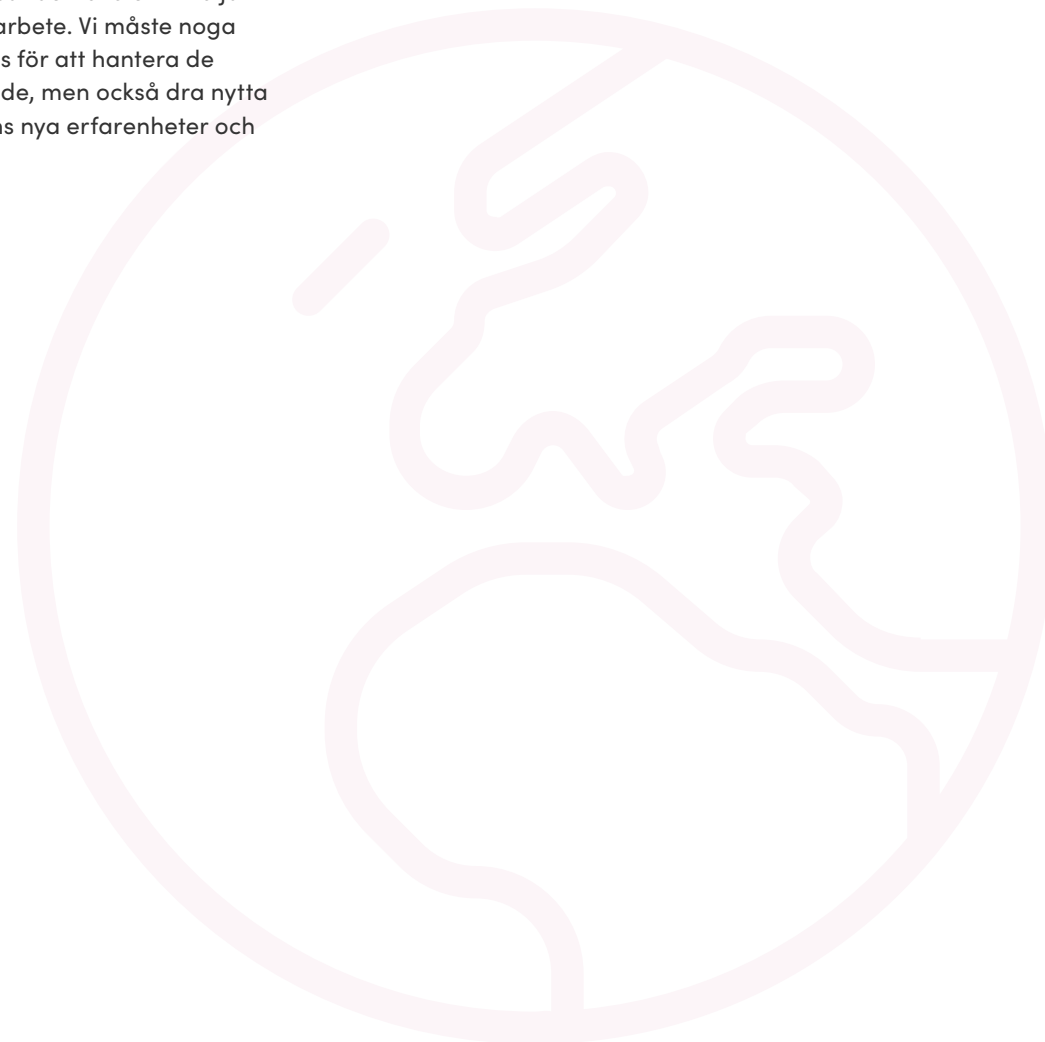 arbete. Vi måste noga
s för att hantera de
de, men också dra nytta
ns nya erfarenheter och